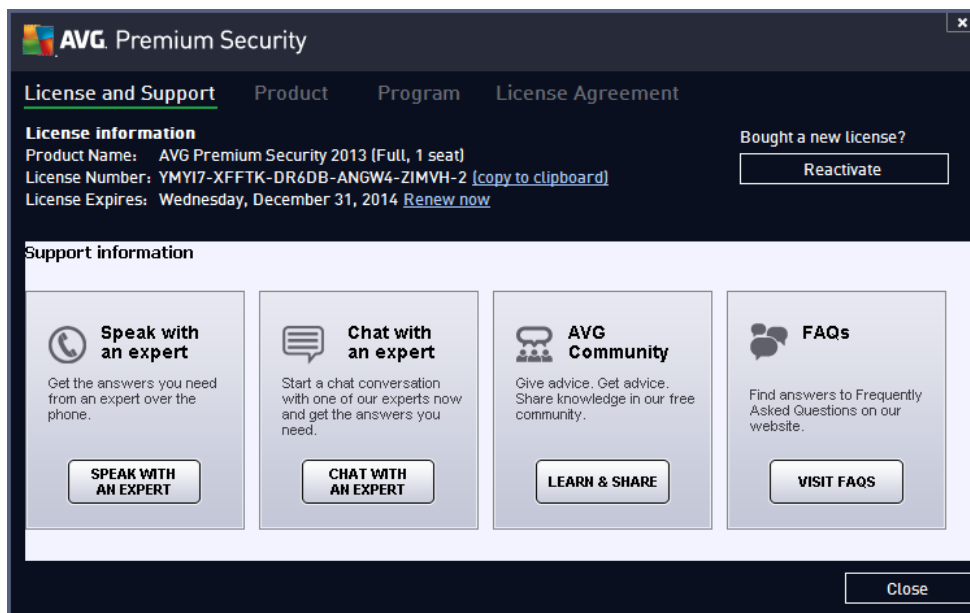 AVG. Premium Security
x
License and Support Product Program License Agreement
License information
Product Name: AVG Premium Security 2013 (Full, 1 seat)
License Number: YMYI7-XFFTK-DR6DB-ANGW4-ZIMVH-2 (copy to clipboard)
License Expires: Wednesday, December 31, 2014 Renew now
Bought a new license?
Reactivate
Support information
Speak with
an expert
Get the answers you need
from an expert over the
phone.
SPEAK WITH
AN EXPERT
Chat with
an expert
Start a chat conversation
with one of our experts now
and get the answers you
need.
CHAT WITH
AN EXPERT
AVG
Community
Give advice. Get advice.
Share knowledge in our free
community.
LEARN & SHARE
FAQs
Find answers to Frequently
Asked Questions on our
website.
VISIT FAQS
Close